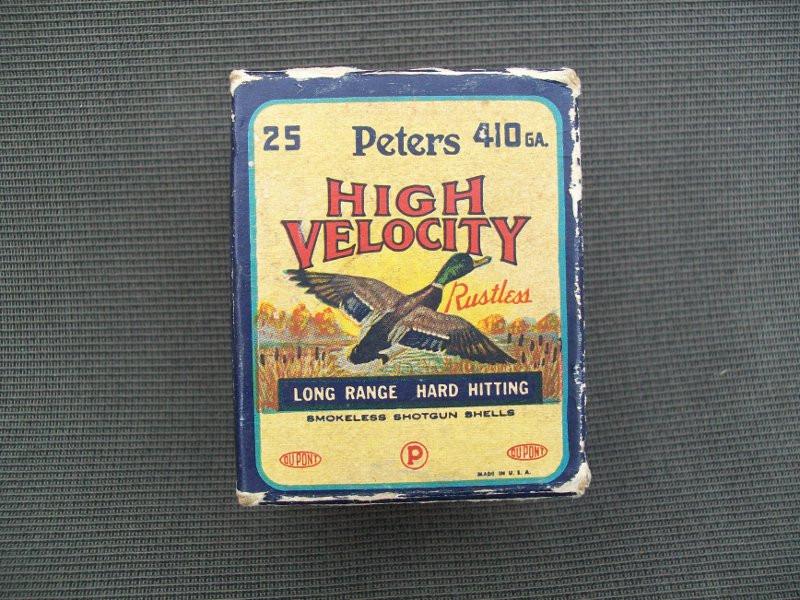 25 Peters 410 GA.
HIGH
VELOCITY
Rustless
LONG RANGE HARD HITTING
SMOKELESS SHOTGUN SHELLS
DU PONT P DU PONT
MADE IN U.S.A.